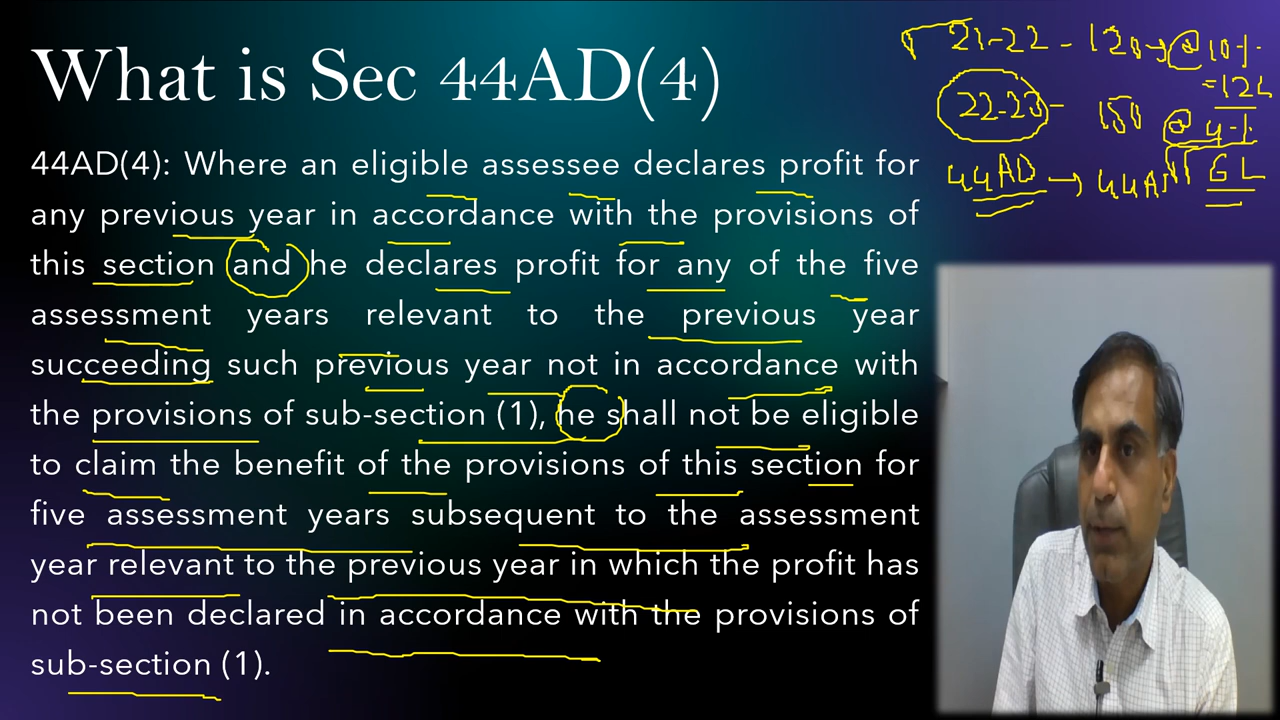 What is Sec 44AD(4)
44AD(4): Where an eligible assessee declares profit for
any previous year in accordance with the provisions of
this section and he declares profit for any of the five
assessment years relevant to the previous year
succeeding such previous year not in accordance with
the provisions of sub-section (1), he shall not be eligible
to claim the benefit of the provisions of this section for
five assessment years subsequent to the assessment
year relevant to the previous year in which the profit has
not been declared in accordance with the provisions of
sub-section (1).
21-22 - 120 → @ 10%
= 12L
22-23 - 150 @ 4%
44AD → 44A 6L